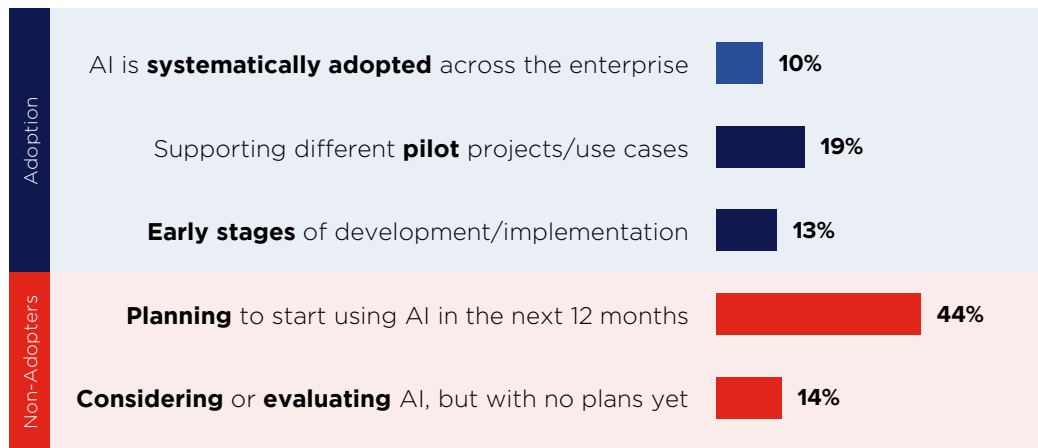 Adoption
AI is systematically adopted across the enterprise 10%
Supporting different pilot projects/use cases 19%
Early stages of development/implementation 13%
Non-Adopters
Planning to start using AI in the next 12 months 44%
Considering or evaluating AI, but with no plans yet 14%